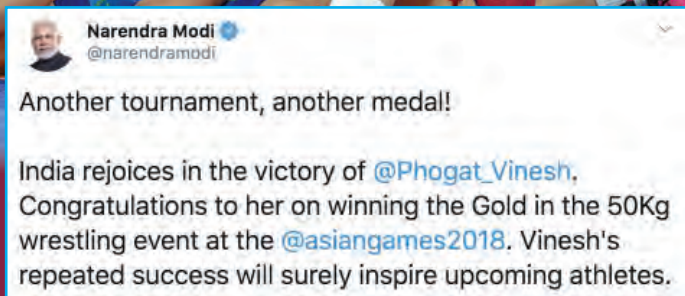 Narendra Modi
@narendramodi
Another tournament, another medal!
India rejoices in the victory of @Phogat_Vinesh.
Congratulations to her on winning the Gold in the 50Kg
wrestling event at the @asiangames2018. Vinesh's
repeated success will surely inspire upcoming athletes.